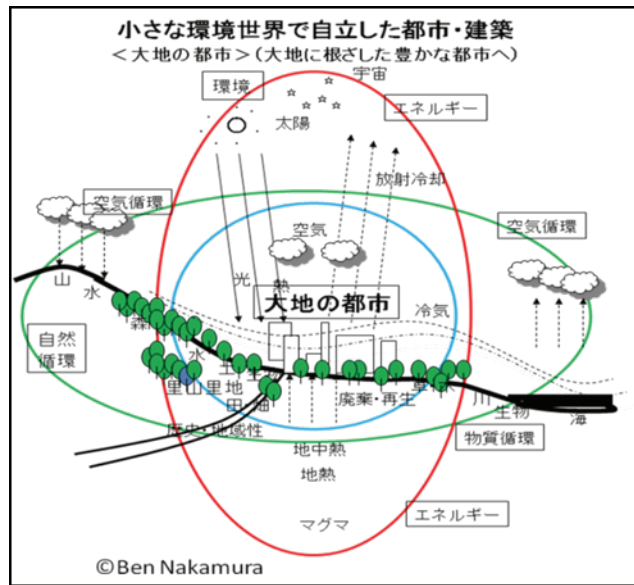 小さな環境世界で自立した都市・建築
＜大地の都市＞(大地に根ざした豊かな都市へ)
宇宙
環境
エネルギー
太陽
放射冷却
空気循環
空気
空気循環
山
水
光
熱
大地の都市
冷気
森
自然
循環
水
土
生物
里山里地
田
畑
草
木
川
生物
海
廃棄・再生
歴史・地域性
物質循環
地中熱
地熱
マグマ
エネルギー
©Ben Nakamura